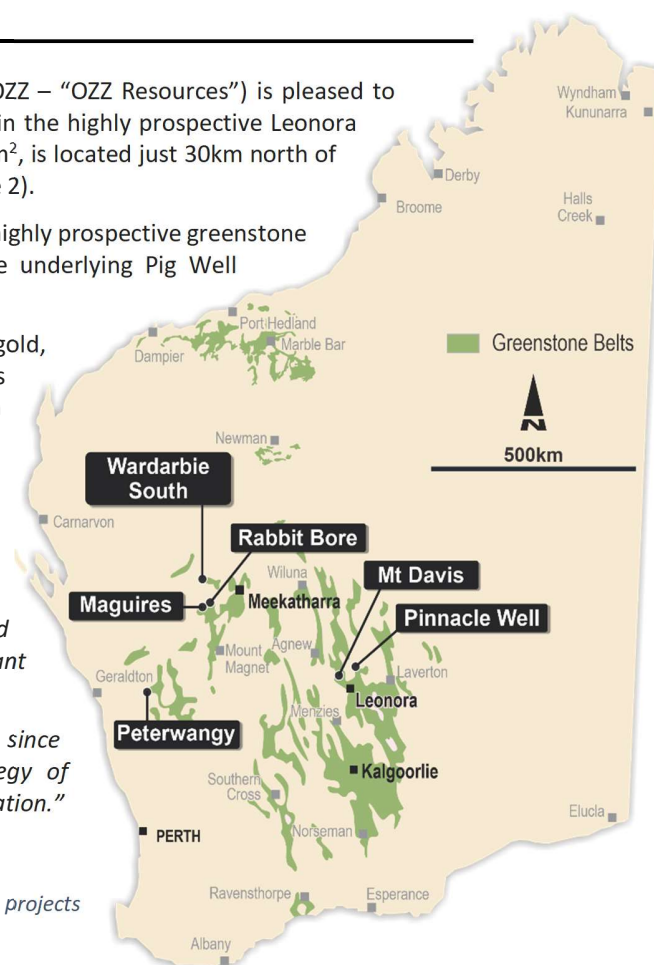 OZZ – “OZZ Resources”) is pleased to
in the highly prospective Leonora
m², is located just 30km north of
2).
highly prospective greenstone
underlying Pig Well
gold,
since
of
projects
Wyndham
Kununarra
Derby
Broome
Halls
Creek
Port Hedland
Marble Bar
Dampier
Greenstone Belts
N
500km
Newman
Wardarbie
South
Carnarvon
Rabbit Bore
Wiluna
Mt Davis
Maguires
Meekatharra
Pinnacle Well
Mount
Magnet
Agnew
Laverton
Geraldton
Leonora
Menzies
Peterwangy
Kalgoorlie
Southern
Cross
Elucla
PERTH
Norseman
Ravensthorpe
Esperance
Albany